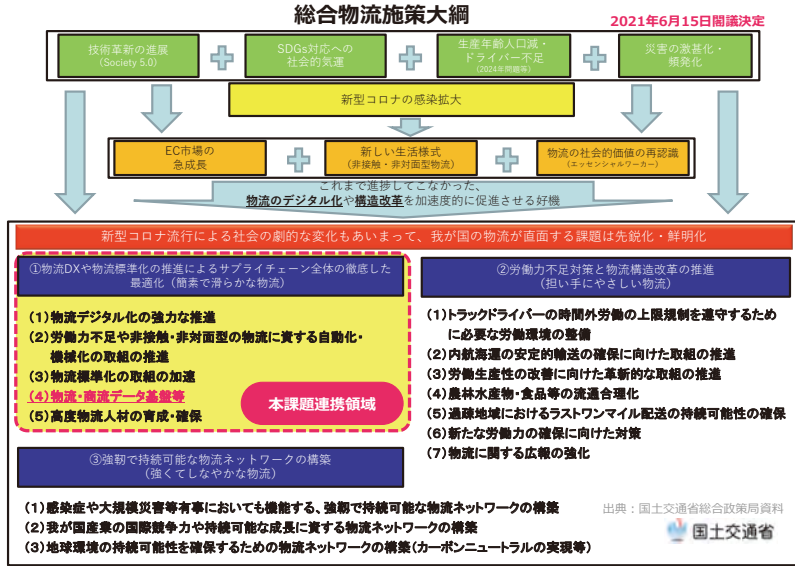 総合物流施策大綱
2021年6月15日閣議決定
技術革新の進展
(Society 5.0)
SDGs対応への
社会的気運
生産年齢人口減・
ドライバー不足
(2024年問題等)
災害の激甚化・
頻発化
新型コロナの感染拡大
EC市場の
急成長
新しい生活様式
(非接触・非対面型物流)
物流の社会的価値の再認識
(エッセンシャルワーカー)
これまで進捗してこなかった、
物流のデジタル化や構造改革を加速度的に促進させる好機
新型コロナ流行による社会の劇的な変化もあいまって、我が国の物流が直面する課題は先鋭化・鮮明化
①物流DXや物流標準化の推進によるサプライチェーン全体の徹底した
最適化(簡素で滑らかな物流)
(1)物流デジタル化の強力な推進
(2)労働力不足や非接触・非対面型の物流に資する自動化・
機械化の取組の推進
(3)物流標準化の取組の加速
(4)物流・商流データ基盤等
(5)高度物流人材の育成・確保
本課題連携領域
②労働力不足対策と物流構造改革の推進
(担い手にやさしい物流)
(1)トラックドライバーの時間外労働の上限規制を遵守するため
に必要な労働環境の整備
(2)内航海運の安定的輸送の確保に向けた取組の推進
(3)労働生産性の改善に向けた革新的な取組の推進
(4)農林水産物・食品等の流通合理化
(5)過疎地域におけるラストワンマイル配送の持続可能性の確保
(6)新たな労働力の確保に向けた対策
(7)物流に関する広報の強化
③強靭で持続可能な物流ネットワークの構築
(強くてしなやかな物流)
(1)感染症や大規模災害等有事においても機能する、強靭で持続可能な物流ネットワークの構築
(2)我が国産業の国際競争力や持続可能な成長に資する物流ネットワークの構築
(3)地球環境の持続可能性を確保するための物流ネットワークの構築(カーボンニュートラルの実現等)
出典:国土交通省総合政策局資料
国土交通省